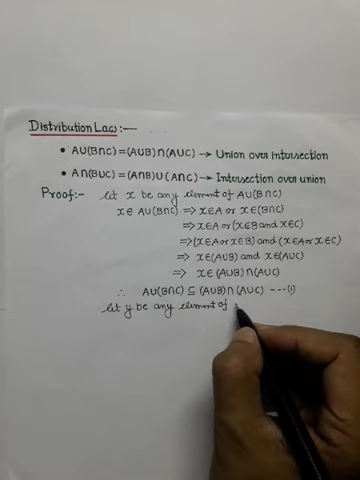 Distribution Law:—
• A∪(B∩C)=(A∪B)∩(A∪C) → Union over Intersection
• A∩(B∪C)=(A∩B)∪(A∩C) → Intersection over union
Proof:- let x be any element of A∪(B∩C)
x∈A∪(B∩C) ⇒ x∈A or x∈(B∩C)
⇒ x∈A or (x∈B and x∈C)
⇒ (x∈A or x∈B) and (x∈A or x∈C)
⇒ x∈(A∪B) and x∈(A∪C)
⇒ x∈(A∪B)∩(A∪C)
∴ A∪(B∩C) ⊆ (A∪B)∩(A∪C) ---(1)
let y be any element of